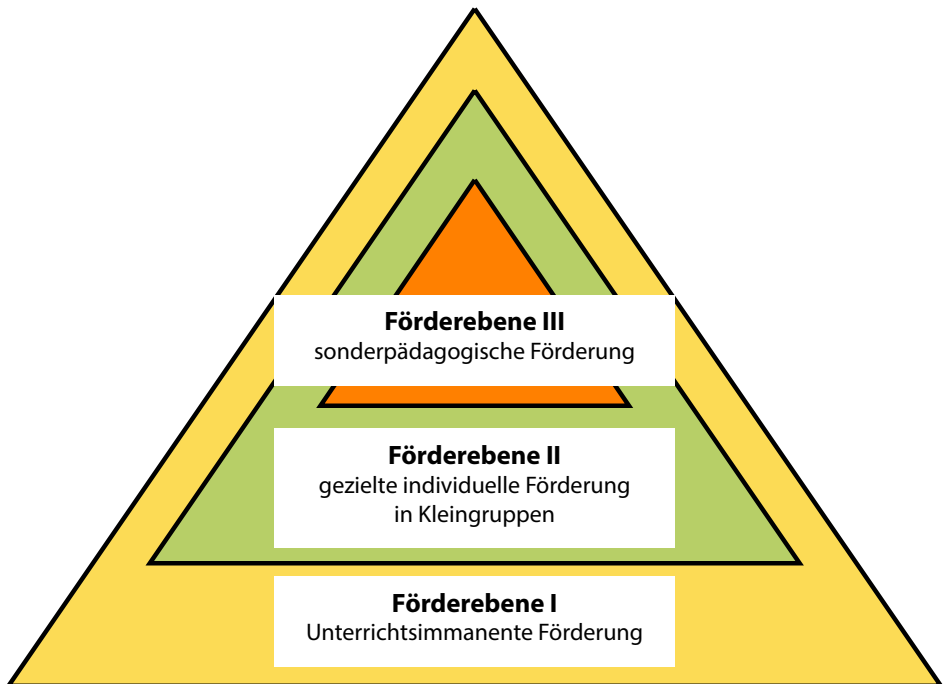 Förderebene III
sonderpädagogische Förderung
Förderebene II
gezielte individuelle Förderung
in Kleingruppen
Förderebene I
Unterrichtsimmanente Förderung